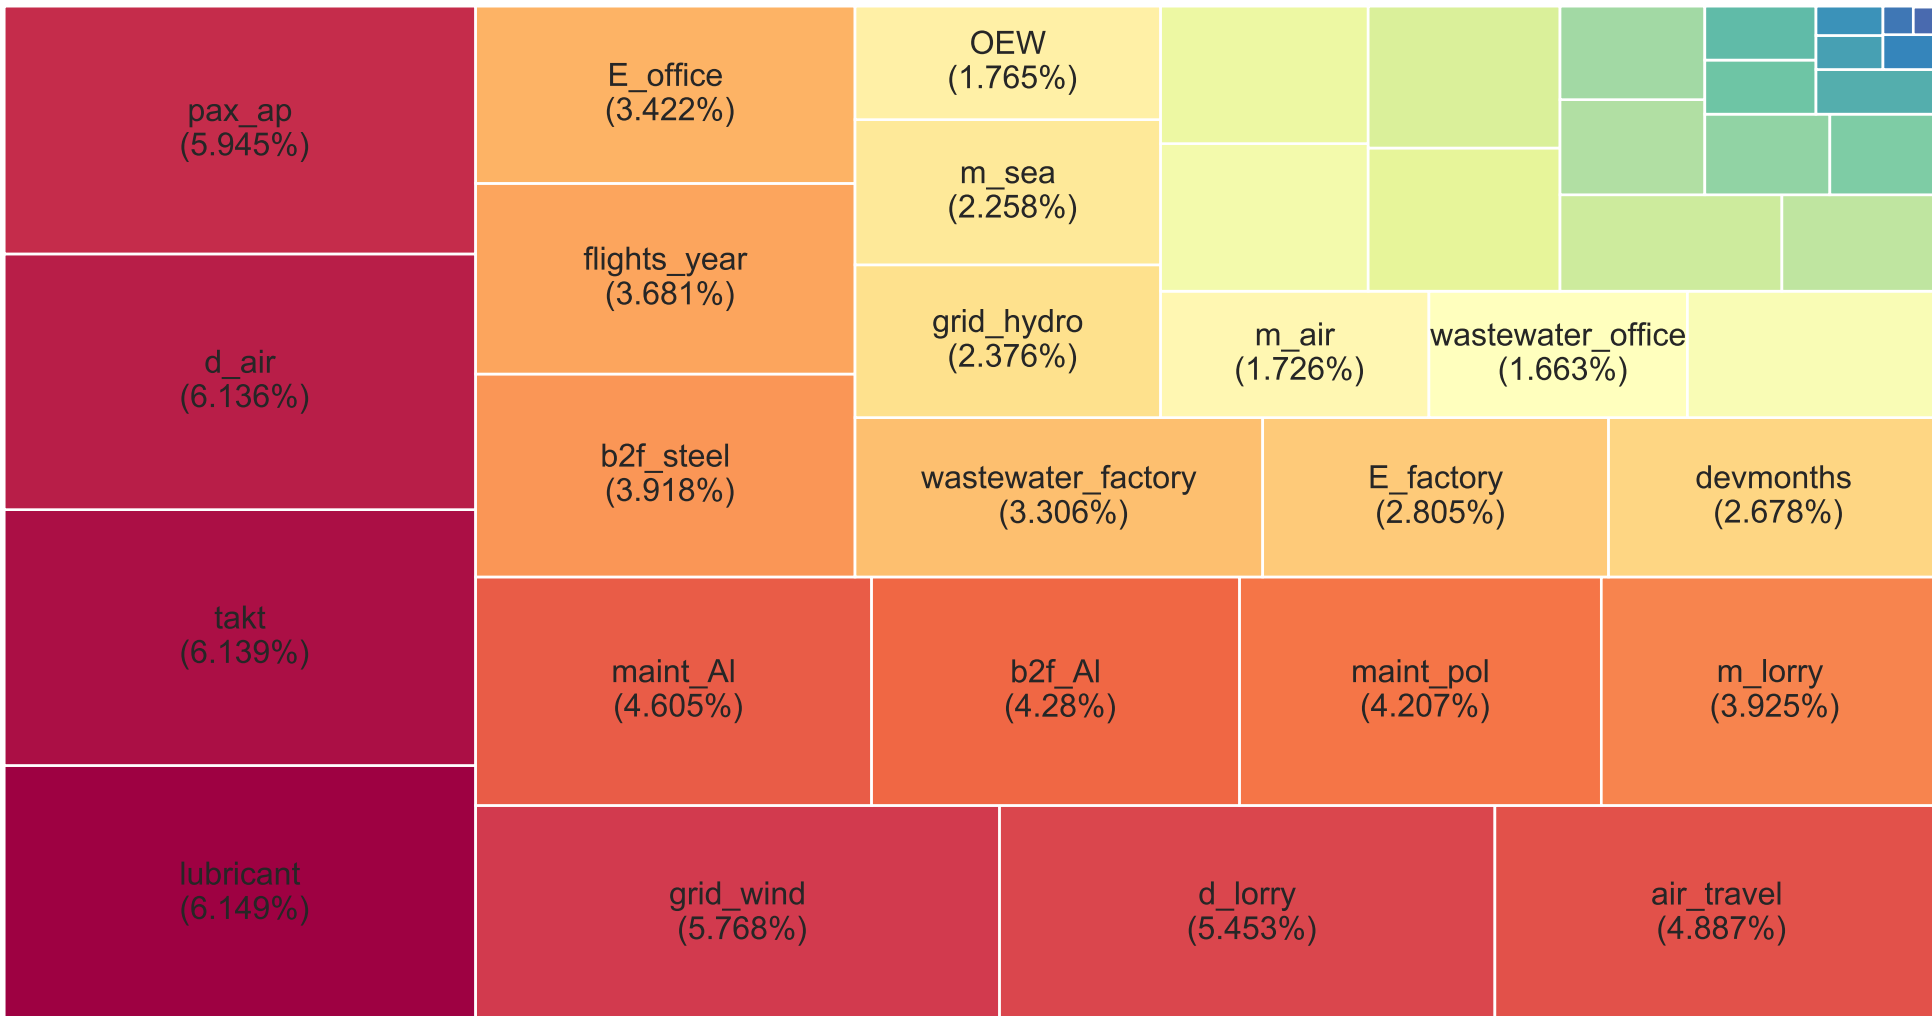 pax_ap
(5.945%)
d_air
(6.136%)
takt
(6.139%)
lubricant
(6.149%)
E_office
(3.422%)
flights_year
(3.681%)
b2f_steel
(3.918%)
OEW
(1.765%)
m_sea
(2.258%)
grid_hydro
(2.376%)
m_air
(1.726%)
wastewater_office
(1.663%)
wastewater_factory
(3.306%)
E_factory
(2.805%)
devmonths
(2.678%)
maint_Al
(4.605%)
b2f_Al
(4.28%)
maint_pol
(4.207%)
m_lorry
(3.925%)
grid_wind
(5.768%)
d_lorry
(5.453%)
air_travel
(4.887%)